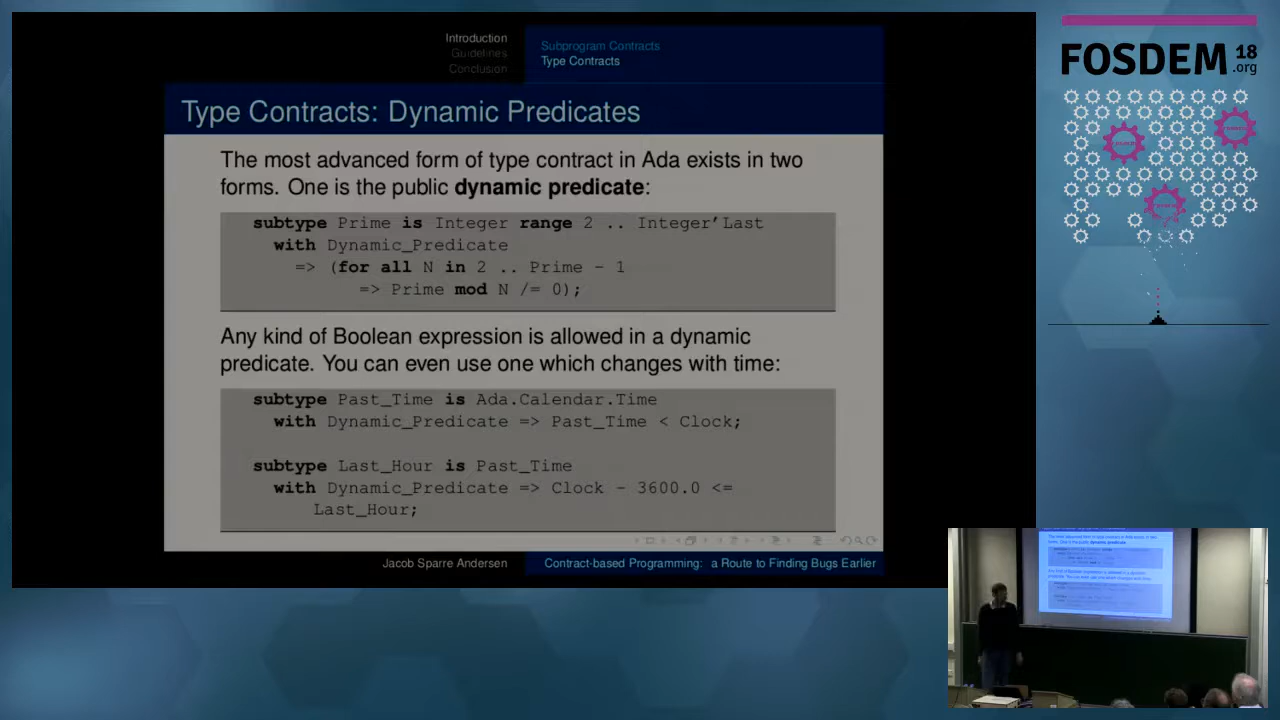 Introduction
Guidelines
Conclusion
Subprogram Contracts
Type Contracts
Type Contracts: Dynamic Predicates
The most advanced form of type contract in Ada exists in two
forms. One is the public dynamic predicate:
subtype Prime is Integer range 2 .. Integer'Last
with Dynamic_Predicate
=> (for all N in 2 .. Prime - 1
=> Prime mod N /= 0);
Any kind of Boolean expression is allowed in a dynamic
predicate. You can even use one which changes with time:
subtype Past_Time is Ada.Calendar.Time
with Dynamic_Predicate => Past_Time < Clock;
subtype Last_Hour is Past_Time
with Dynamic_Predicate => Clock - 3600.0 <=
Last_Hour;
Jacob Sparre Andersen
Contract-based Programming: a Route to Finding Bugs Earlier
FOSDEM 18
.org